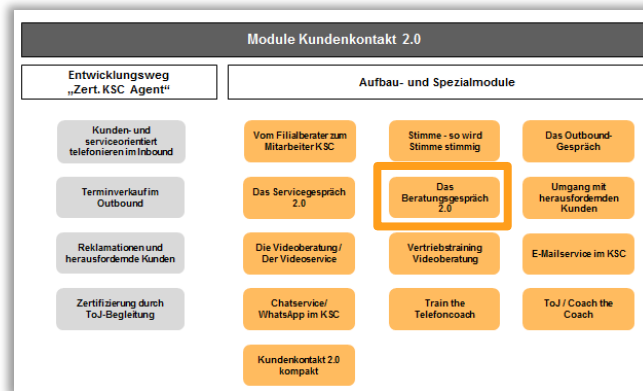 Module Kundenkontakt 2.0
Entwicklungsweg
„Zert. KSC Agent“
Aufbau- und Spezialmodule
Kunden- und
serviceorientiert
telefonieren im Inbound
Vom Filialberater zum
Mitarbeiter KSC
Stimme - so wird
Stimme stimmig
Das Outbound-
Gespräch
Terminverkauf im
Outbound
Das Servicegespräch
2.0
Das
Beratungsgespräch
2.0
Umgang mit
herausfordernden
Kunden
Reklamationen und
herausfordernde Kunden
Die Videoberatung /
Der Videoservice
Vertriebstraining
Videoberatung
E-Mailservice im KSC
Zertifizierung durch
ToJ-Begleitung
Chatservice/
WhatsApp im KSC
Train the
Telefoncoach
ToJ / Coach the
Coach
Kundenkontakt 2.0
kompakt